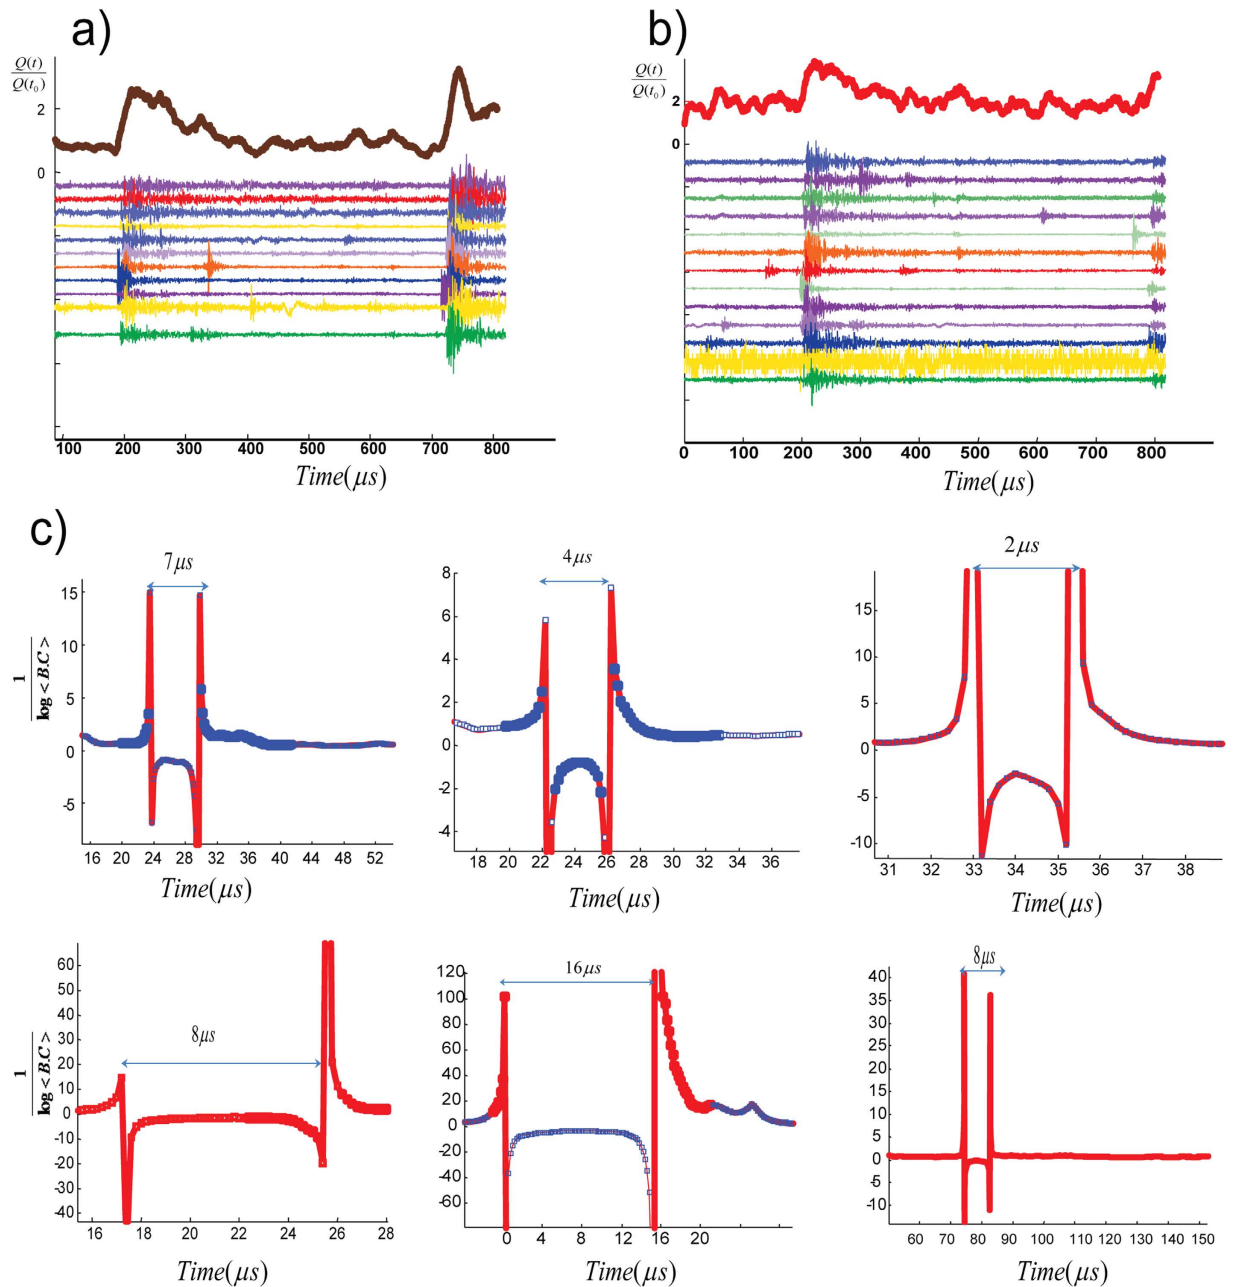 a)
b)
Q(t)
Q(t₀)
2
0
100 200 300 400 500 600 700 800
Time(μs)
Q(t)
Q(t₀)
2
0
0 100 200 300 400 500 600 700 800
Time(μs)
c)
7μs
1
log < B.C >
15
10
5
0
-5
16 20 24 28 32 36 40 44 48 52
Time(μs)
4μs
8
6
4
2
0
-2
-4
16 18 20 22 24 26 28 30 32 34 36
Time(μs)
2μs
15
10
5
0
-5
-10
31 32 33 34 35 36 37 38
Time(μs)
8μs
1
log < B.C >
60
50
40
30
20
10
0
-10
-20
-30
-40
16 18 20 22 24 26 28
Time(μs)
16μs
120
100
80
60
40
20
0
-20
-40
-60
0 4 8 12 16 20
Time(μs)
8μs
40
35
30
25
20
15
10
5
0
-5
-10
60 70 80 90 100 110 120 130 140 150
Time(μs)